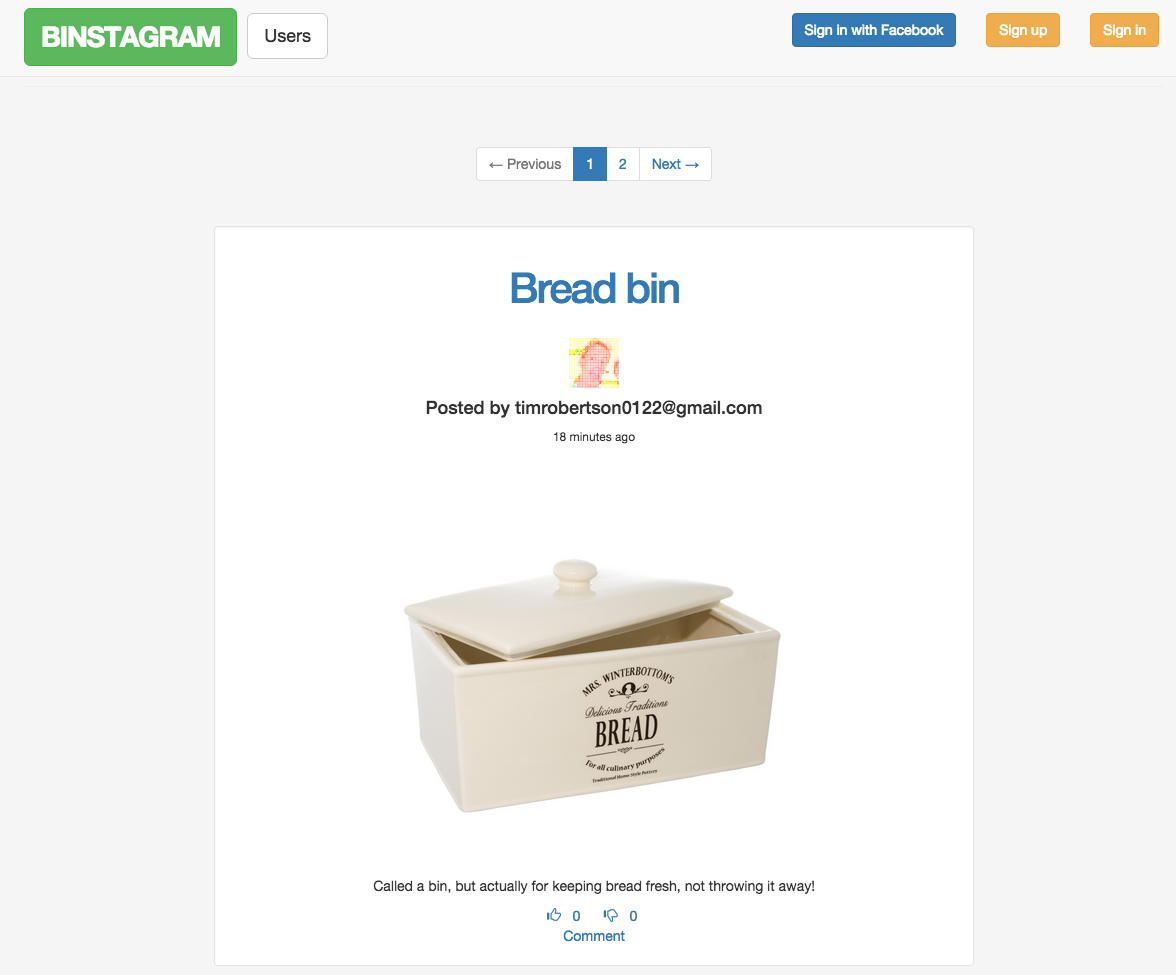 BINSTAGRAM Users Sign in with Facebook Sign up Sign in
← Previous 1 2 Next →
Bread bin
Posted by timrobertson0122@gmail.com
18 minutes ago
MRS. WINTERBOTTOM'S
Delicious Traditions
BREAD
For all culinary purposes
Traditional Home Style Pottery
Called a bin, but actually for keeping bread fresh, not throwing it away!
0 0
Comment